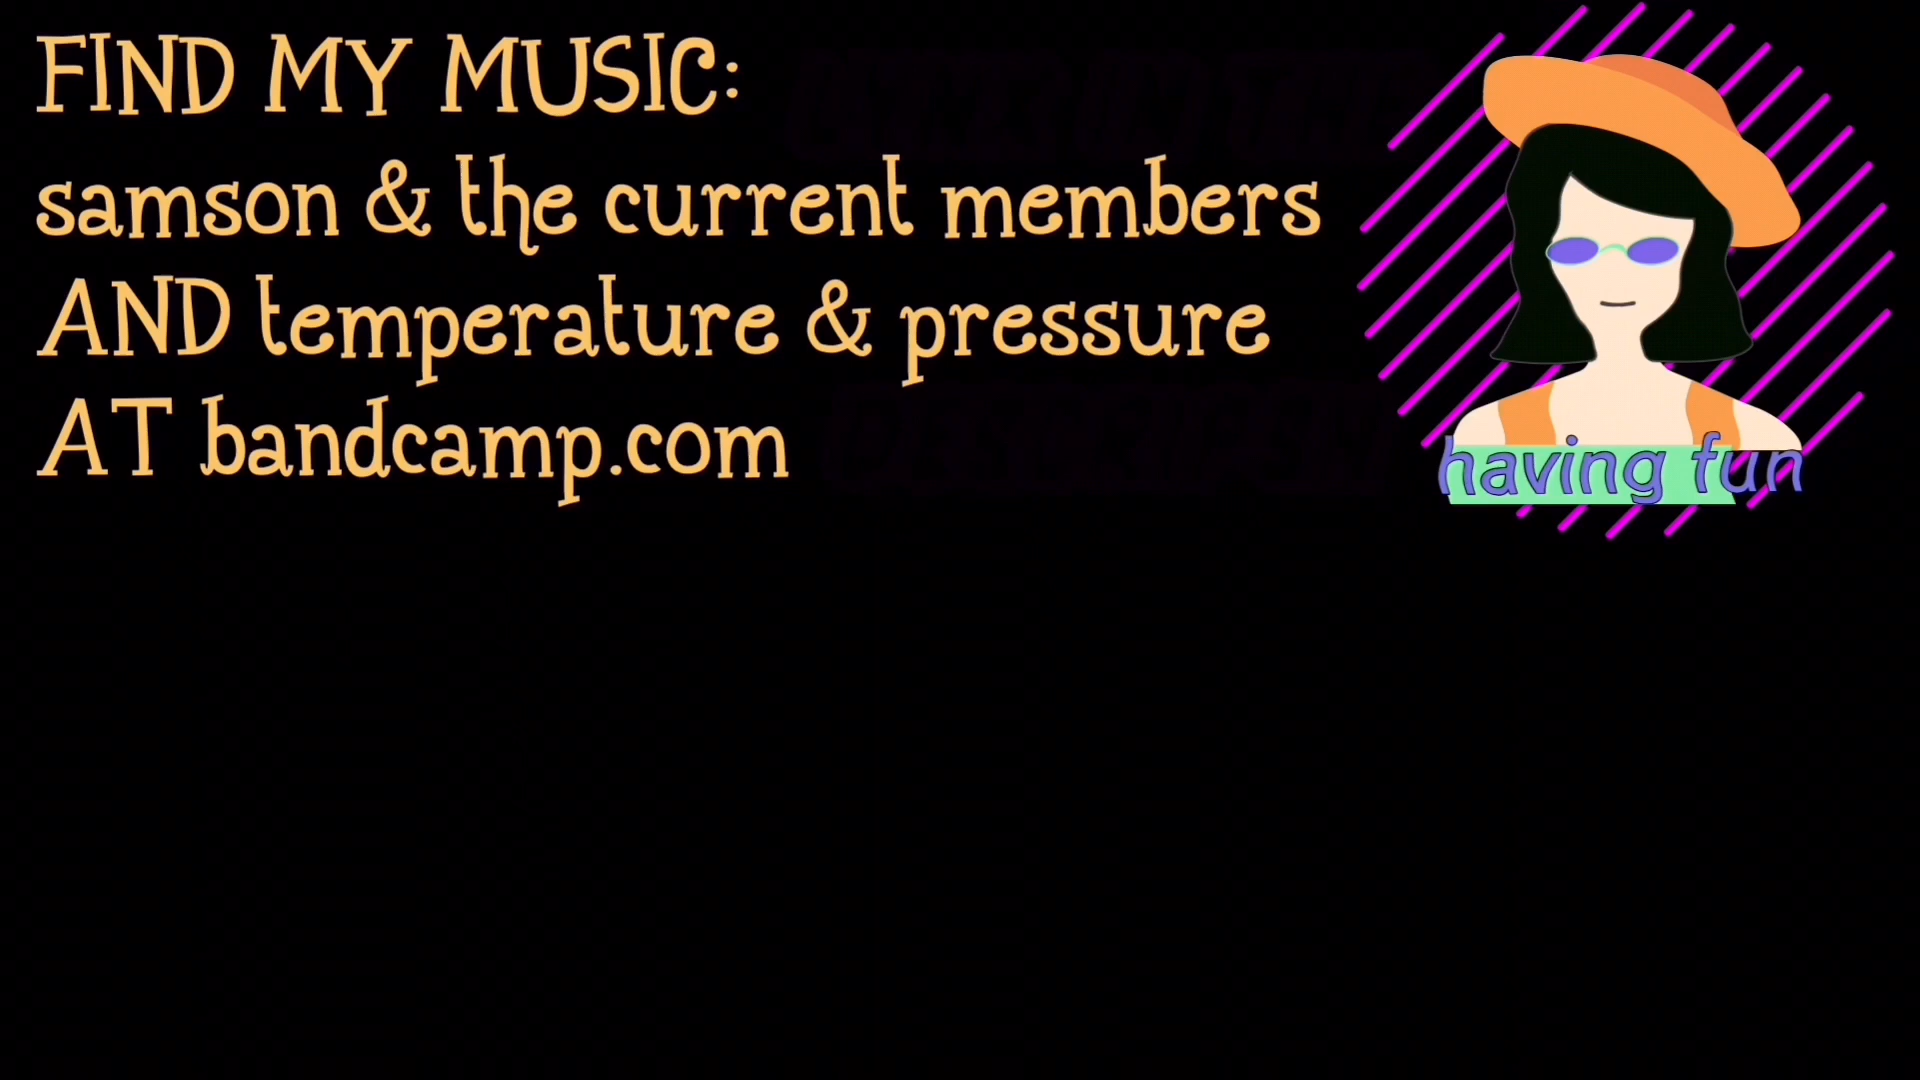 FIND MY MUSIC:
samson & the current members
AND temperature & pressure
AT bandcamp.com
having fun